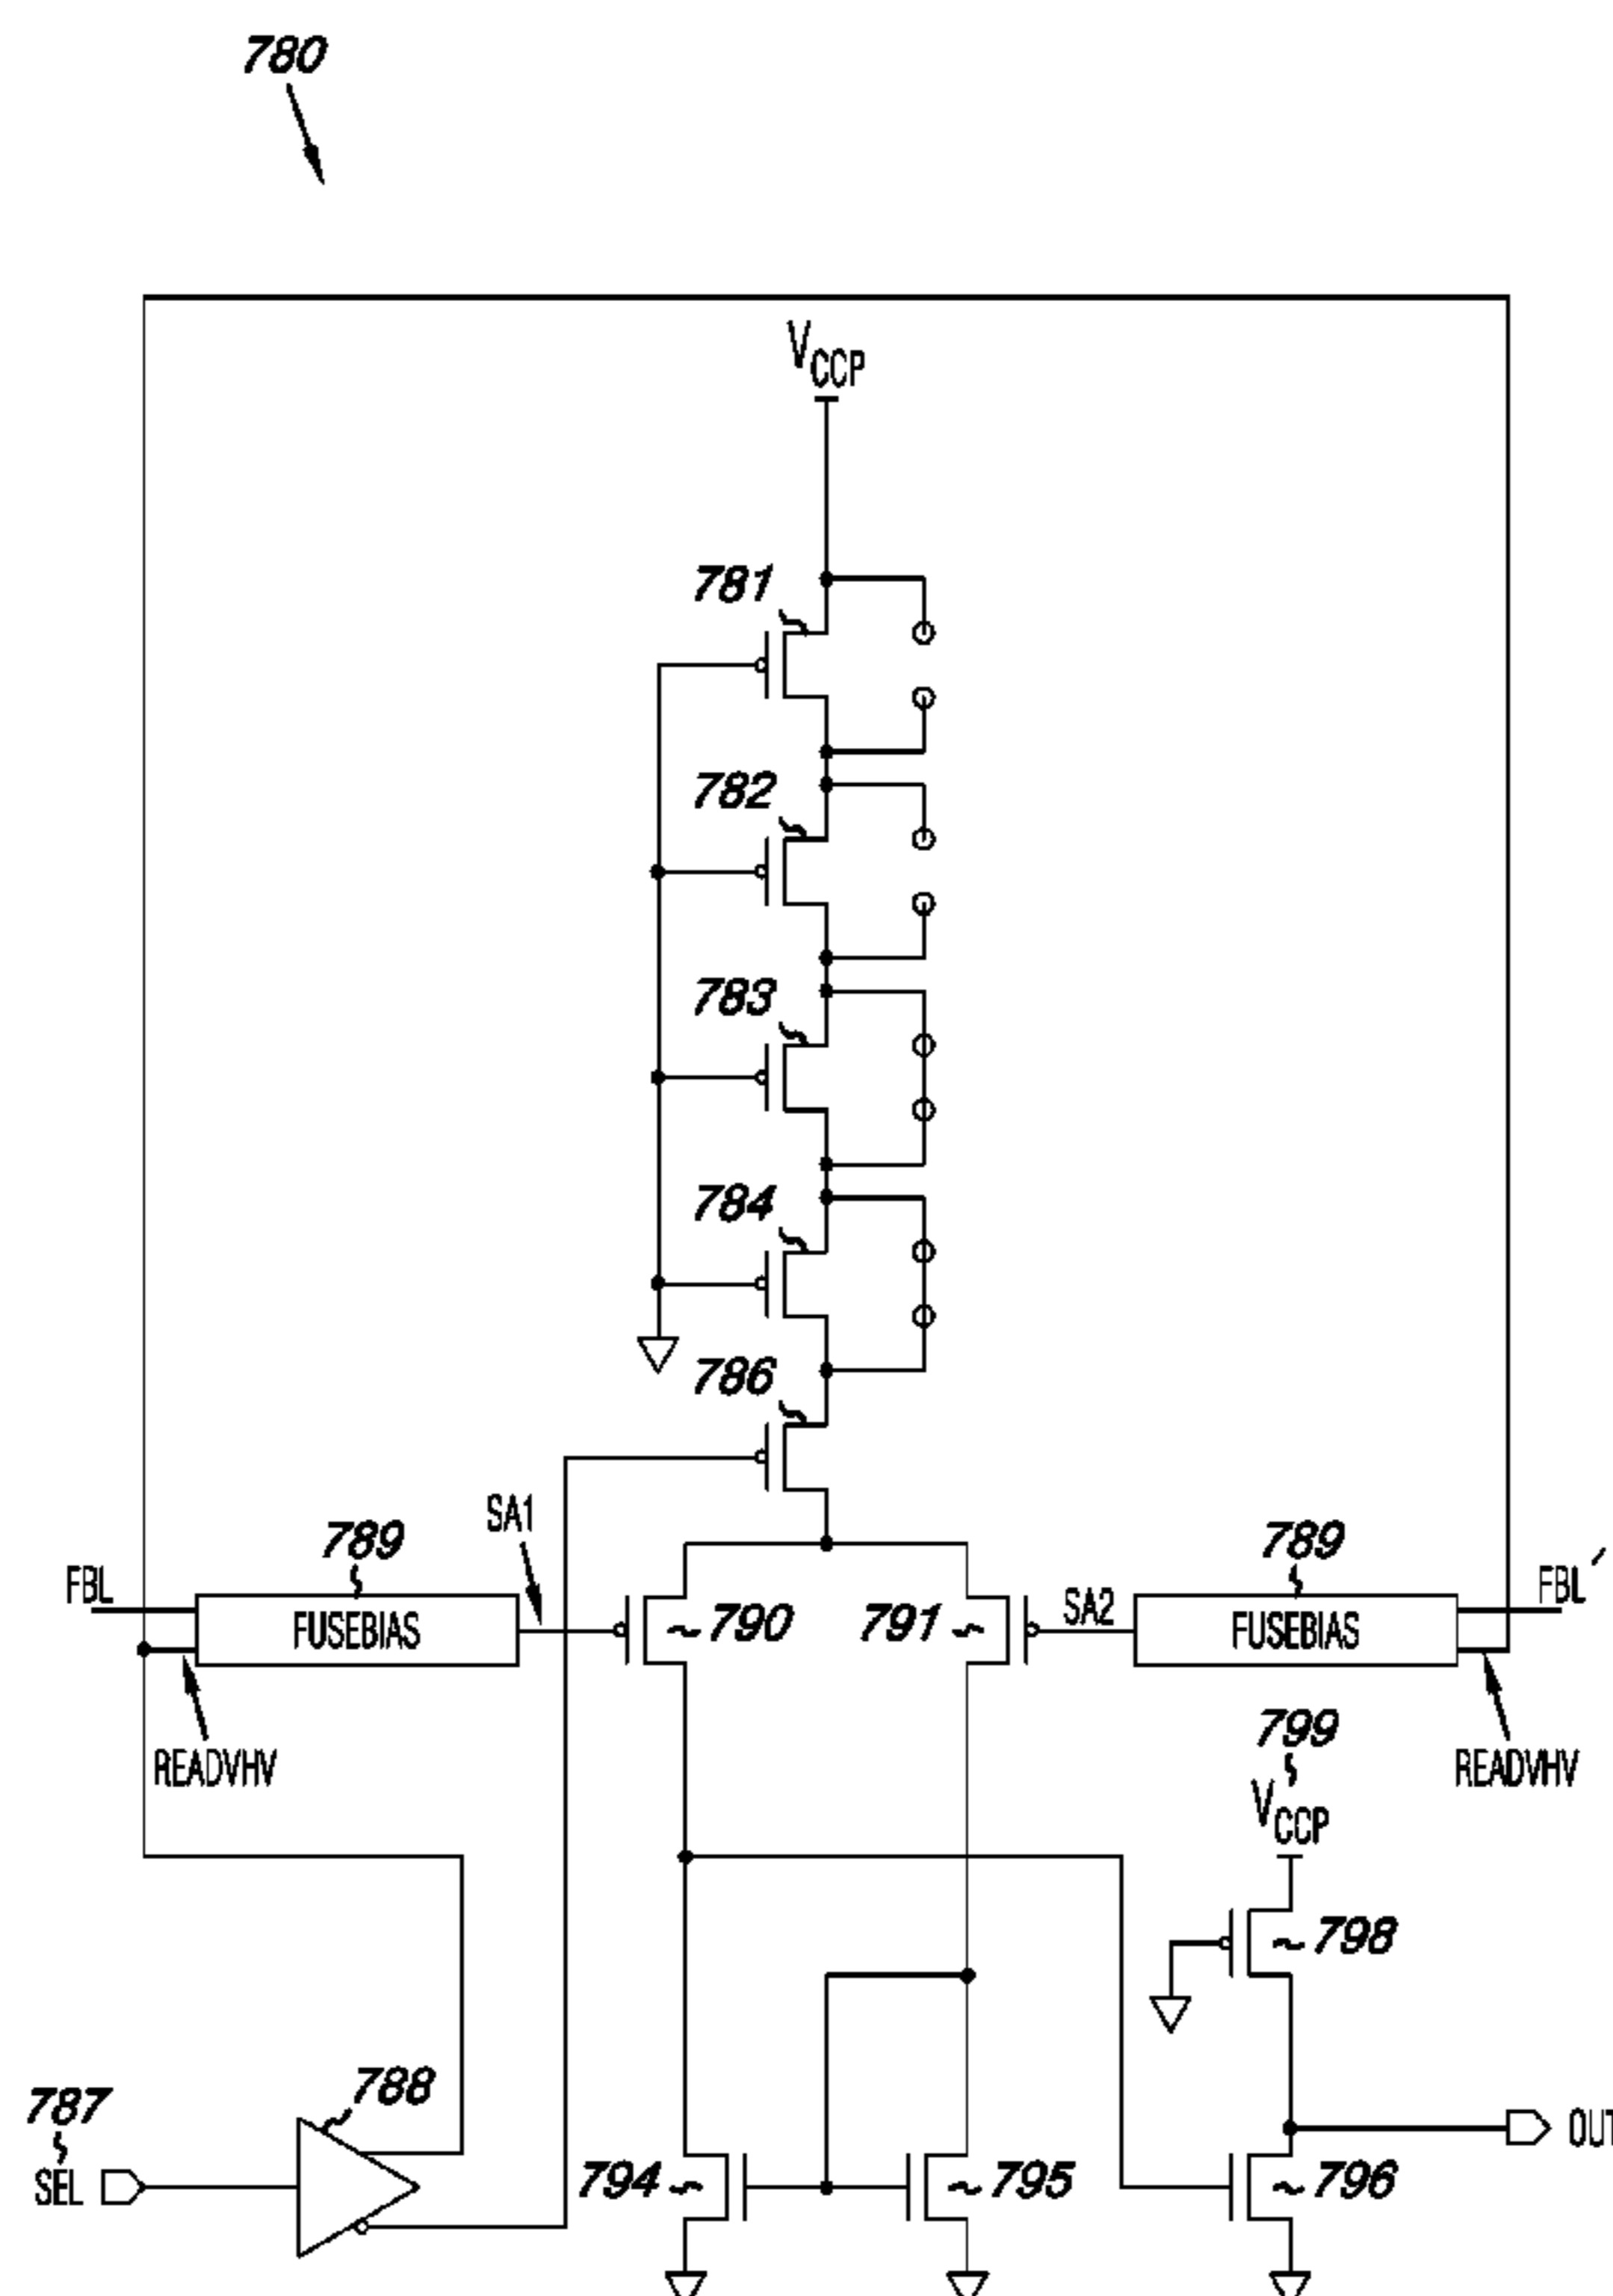 780
VCCP
781
782
783
784
786
SA1
789
789
FBL
FBL′
FUSEBIAS
790
791
SA2
FUSEBIAS
799
READVHV
READVHV
VCCP
798
788
787
SEL
794
795
796
OUT